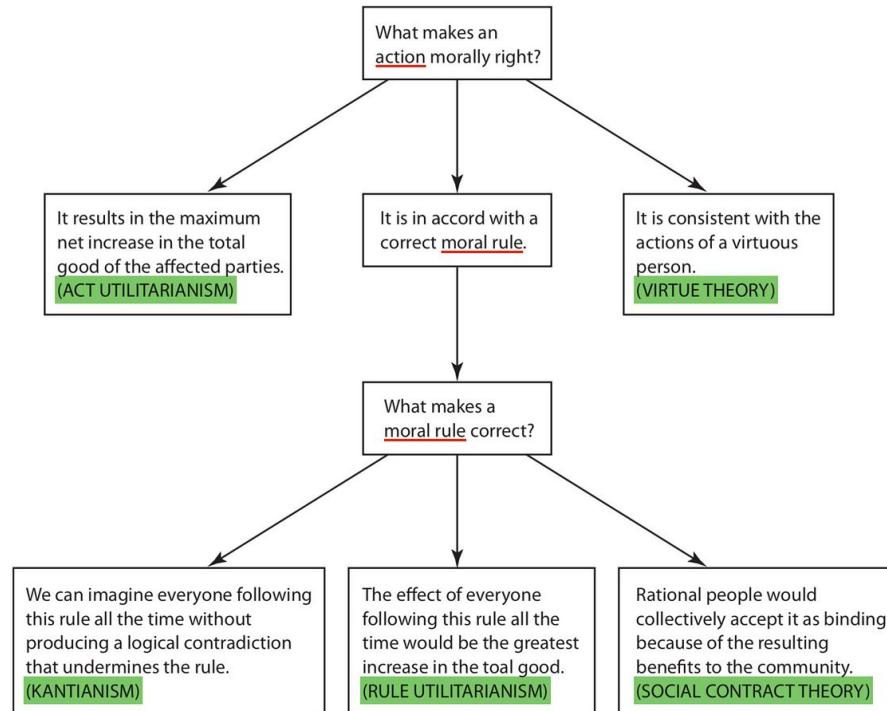 What makes an
action morally right?
It results in the maximum
net increase in the total
good of the affected parties.
(ACT UTILITARIANISM)
It is in accord with a
correct moral rule.
It is consistent with the
actions of a virtuous
person.
(VIRTUE THEORY)
What makes a
moral rule correct?
We can imagine everyone following
this rule all the time without
producing a logical contradiction
that undermines the rule.
(KANTIANISM)
The effect of everyone
following this rule all the
time would be the greatest
increase in the toal good.
(RULE UTILITARIANISM)
Rational people would
collectively accept it as binding
because of the resulting
benefits to the community.
(SOCIAL CONTRACT THEORY)